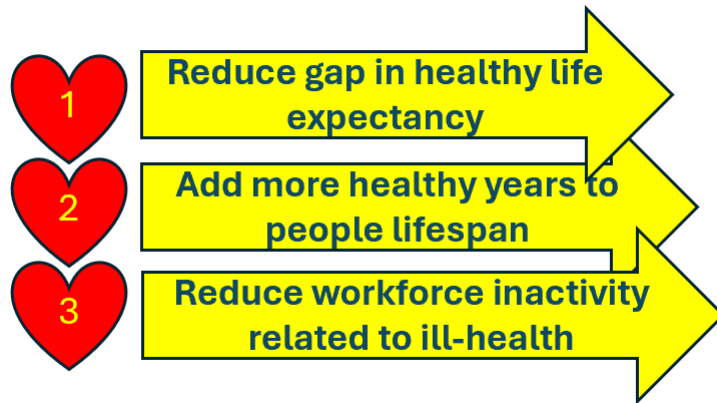 1
Reduce gap in healthy life
expectancy
2
Add more healthy years to
people lifespan
3
Reduce workforce inactivity
related to ill-health